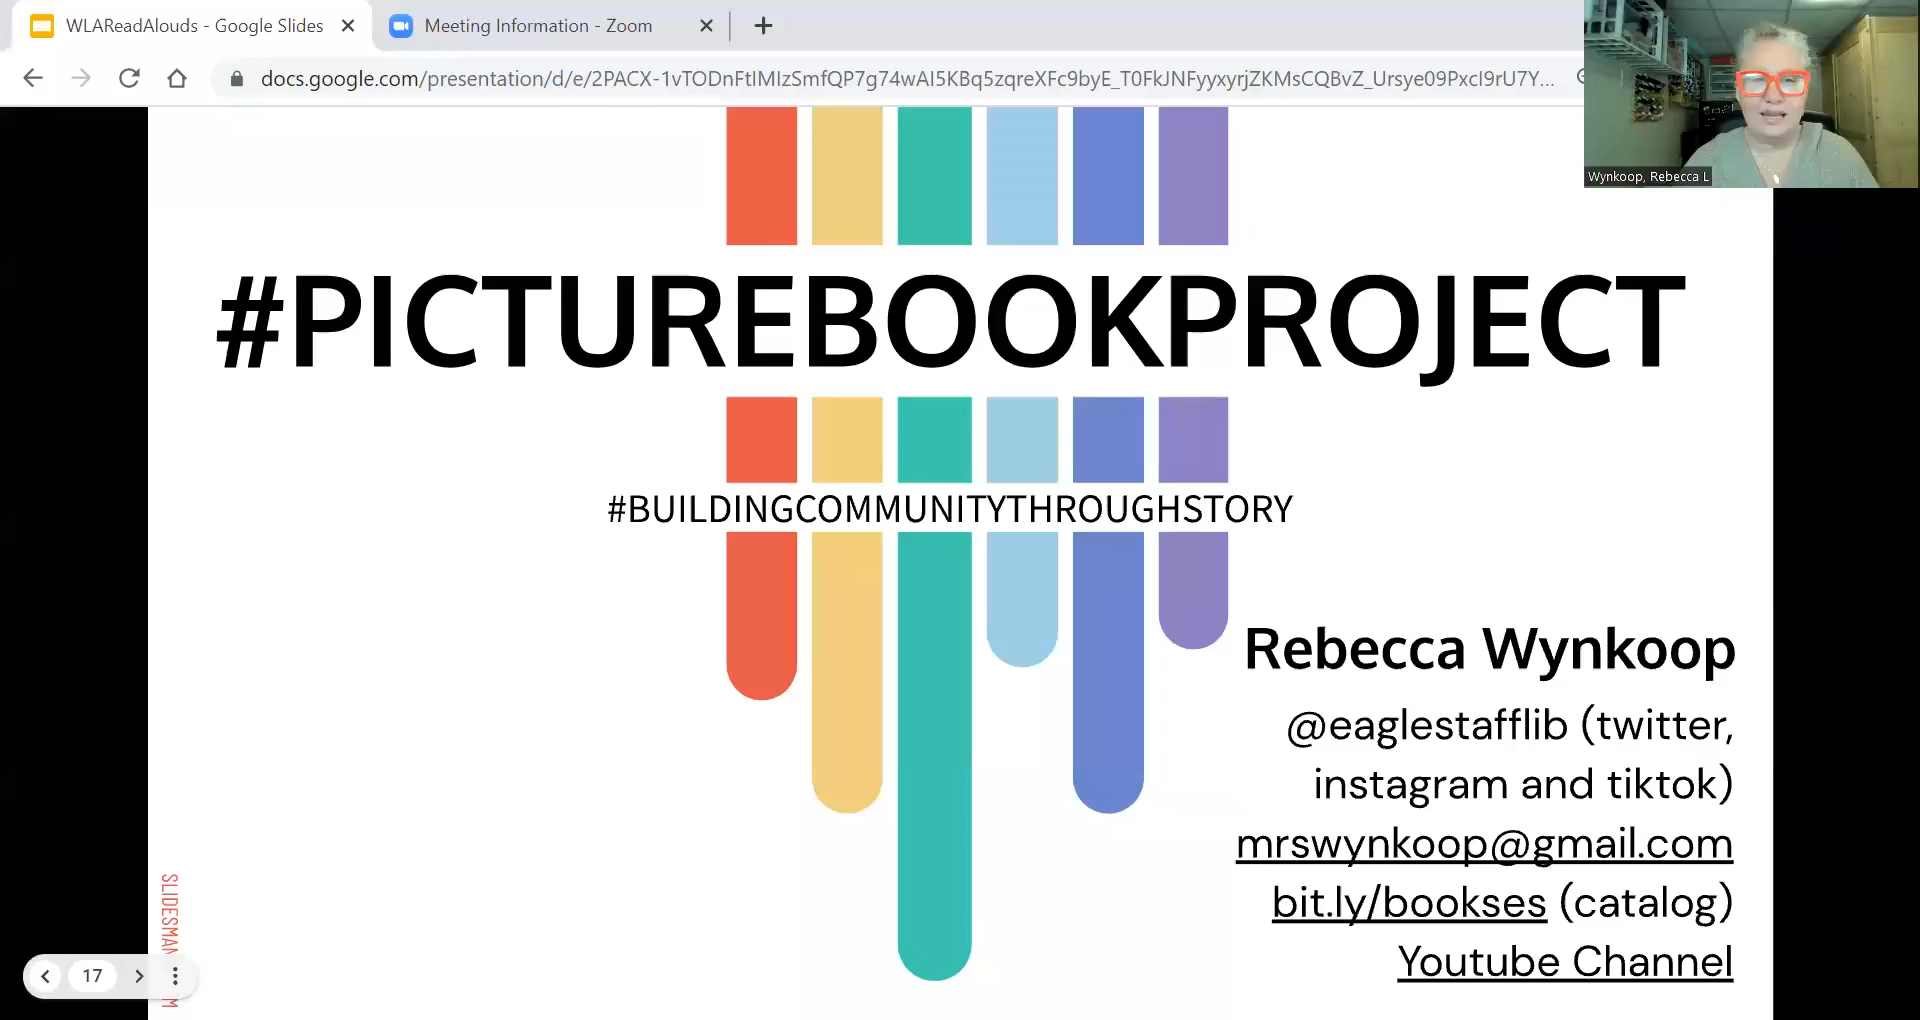 WLAReadAlouds - Google Slides
Meeting Information - Zoom
docs.google.com/presentation/d/e/2PACX-1vTODnFtIMIzSmfQP7g74wAI5KBq5zqreXFc9byE_T0FkJNFyyxyrjZKMsCQBvZ_Ursye09PxcI9rU7Y...
Wynkoop, Rebecca L
#PICTUREBOOKPROJECT
#BUILDINGCOMMUNITYTHROUGHSTORY
Rebecca Wynkoop
@eaglestafflib (twitter,
instagram and tiktok)
mrswynkoop@gmail.com
bit.ly/bookses (catalog)
Youtube Channel
17